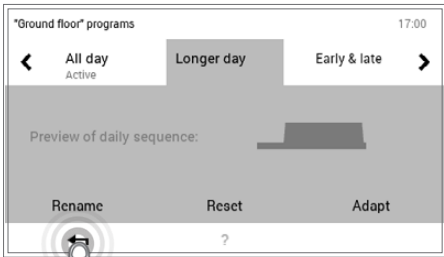 "Ground floor" programs 17:00
All day Longer day Early & late
Active
Preview of daily sequence:
Rename Reset Adapt
?